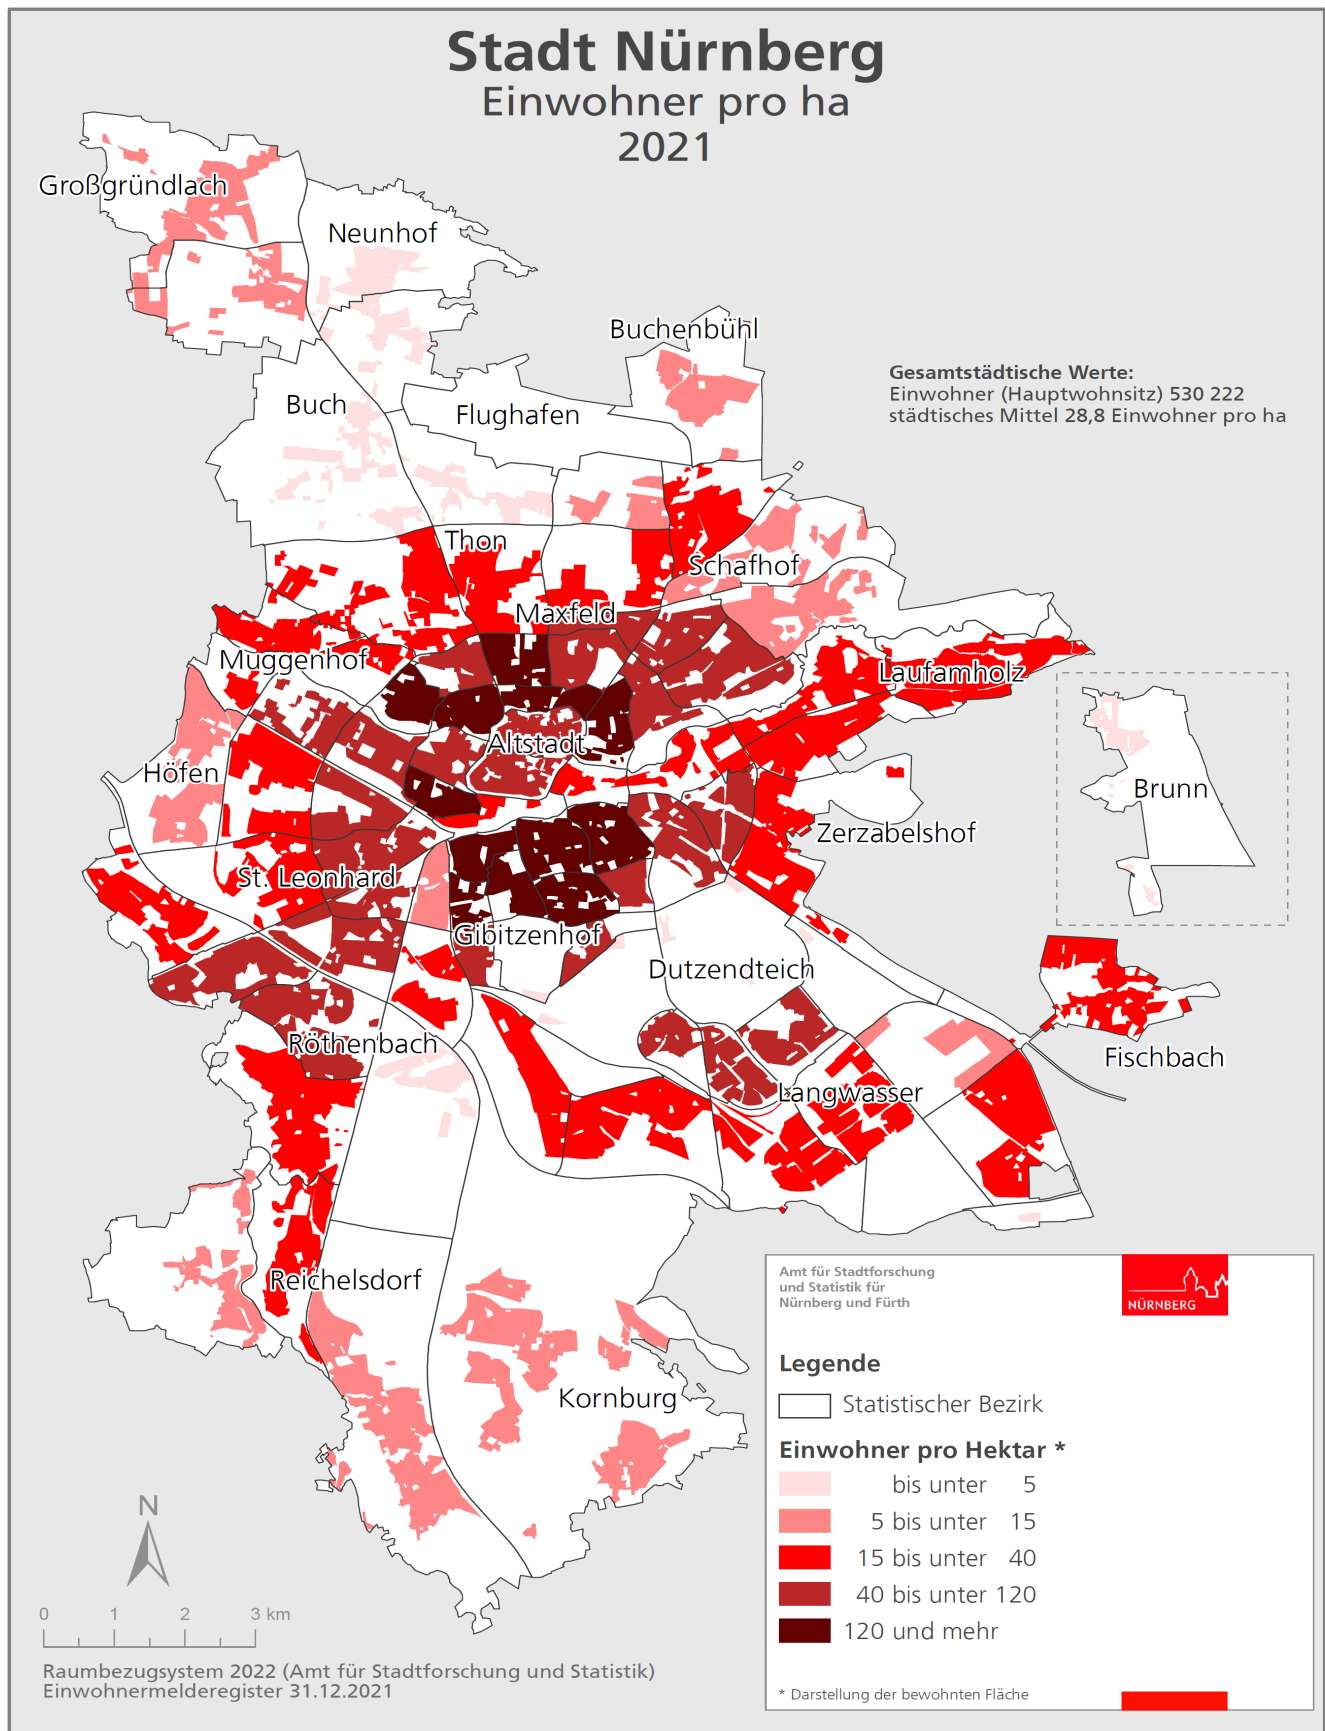 Stadt Nürnberg
Einwohner pro ha
2021
Großgründlach
Neunhof
Buchenbühl
Gesamtstädtische Werte:
Einwohner (Hauptwohnsitz) 530 222
städtisches Mittel 28,8 Einwohner pro ha
Buch
Flughafen
Thon
Schafhof
Maxfeld
Muggenhof
Laufamholz
Altstadt
Höfen
Brunn
Zerzabelshof
St. Leonhard
Gibitzenhof
Dutzendteich
Röthenbach
Fischbach
Langwasser
Reichelsdorf
Kornburg
Amt für Stadtforschung
und Statistik für
Nürnberg und Fürth
NÜRNBERG
Legende
Statistischer Bezirk
Einwohner pro Hektar *
bis unter 5
5 bis unter 15
15 bis unter 40
40 bis unter 120
120 und mehr
* Darstellung der bewohnten Fläche
N
0 1 2 3 km
Raumbezugsystem 2022 (Amt für Stadtforschung und Statistik)
Einwohnermelderegister 31.12.2021